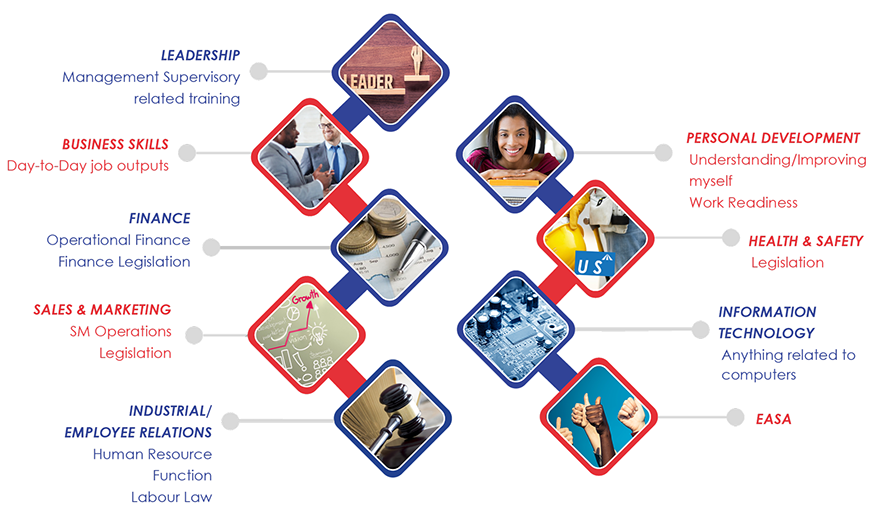 LEADERSHIP
Management Supervisory
related training
BUSINESS SKILLS
Day-to-Day job outputs
FINANCE
Operational Finance
Finance Legislation
SALES & MARKETING
SM Operations
Legislation
INDUSTRIAL/
EMPLOYEE RELATIONS
Human Resource
Function
Labour Law
LEADER
Growth
PERSONAL DEVELOPMENT
Understanding/Improving
myself
Work Readiness
HEALTH & SAFETY
Legislation
INFORMATION
TECHNOLOGY
Anything related to
computers
EASA
US